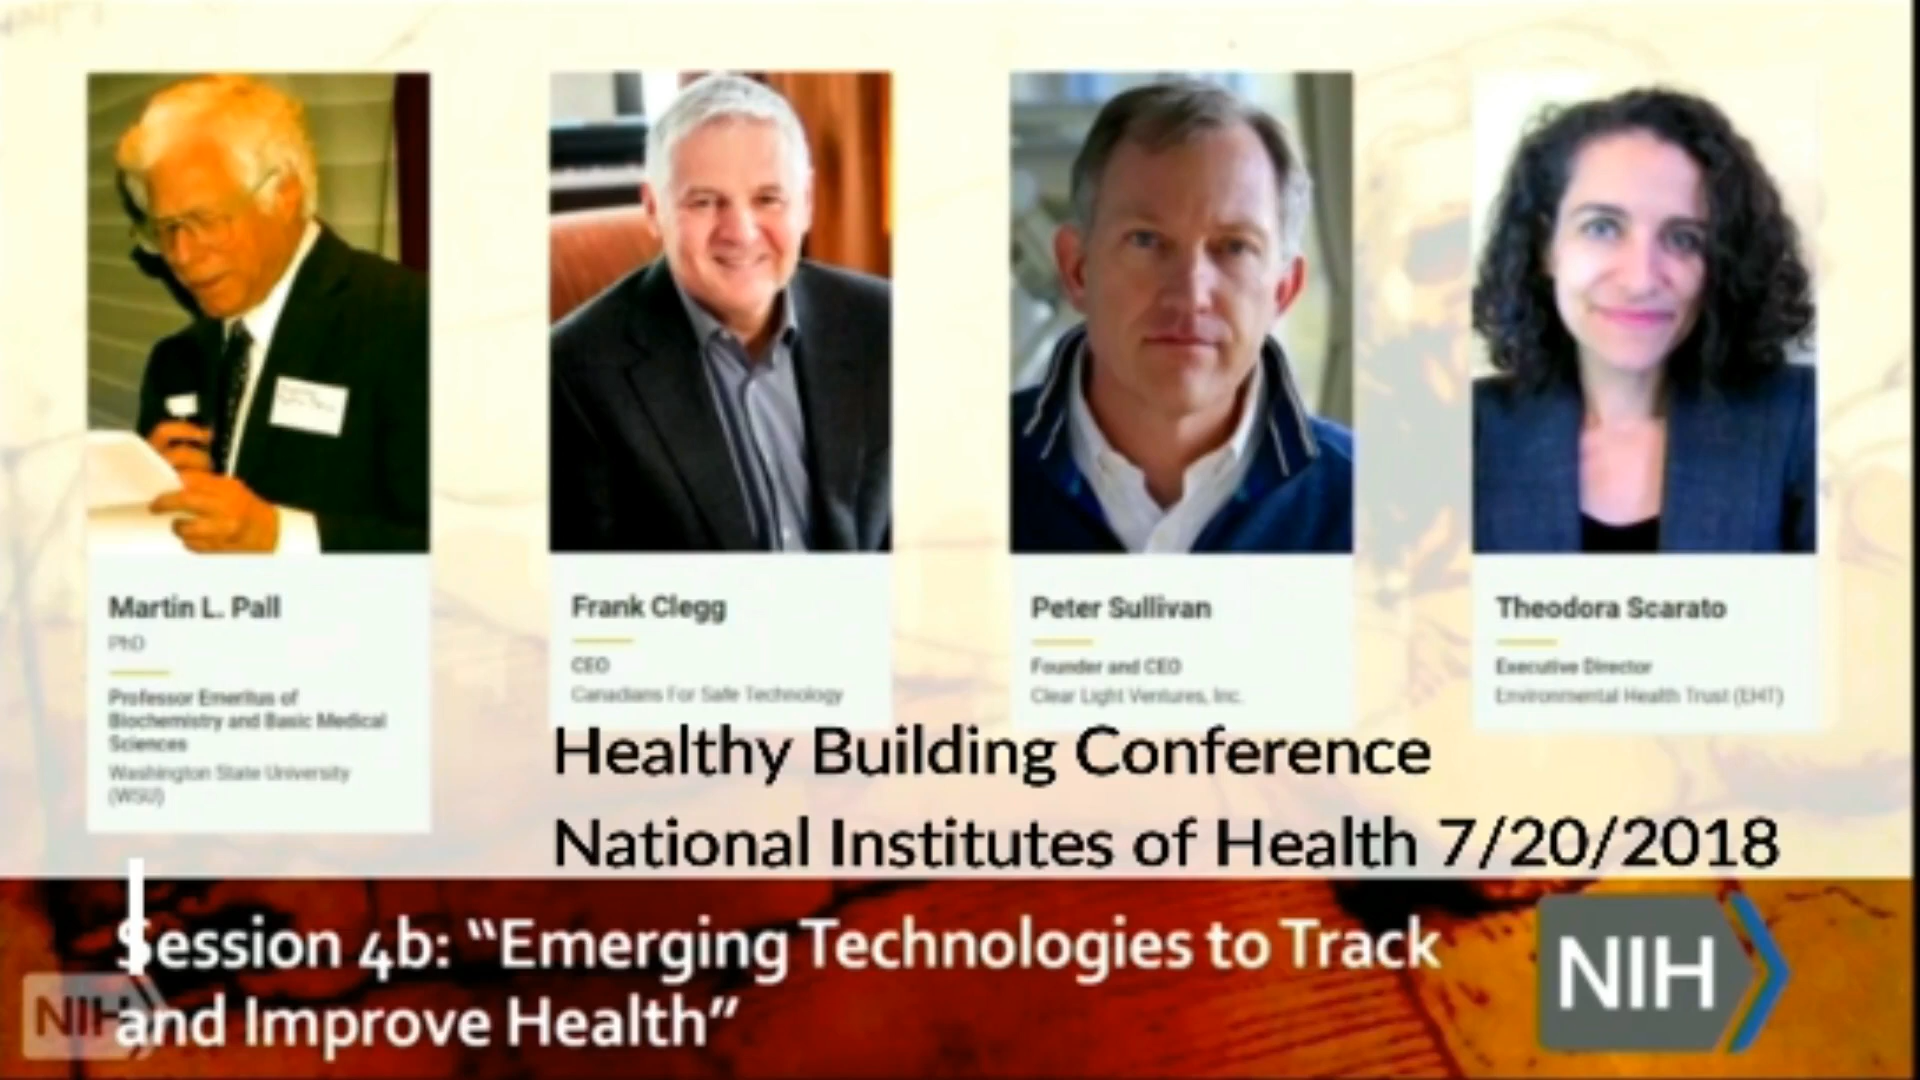 Martin L. Pall
PhD
Professor Emeritus of
Biochemistry and Basic Medical
Sciences
Washington State University
(WSU)
Frank Clegg
CEO
Canadians For Safe Technology
Peter Sullivan
Founder and CEO
Clear Light Ventures, Inc.
Theodora Scarato
Executive Director
Environmental Health Trust (EHT)
Healthy Building Conference
National Institutes of Health 7/20/2018
Session 4b: “Emerging Technologies to Track
and Improve Health”
NIH
NIH